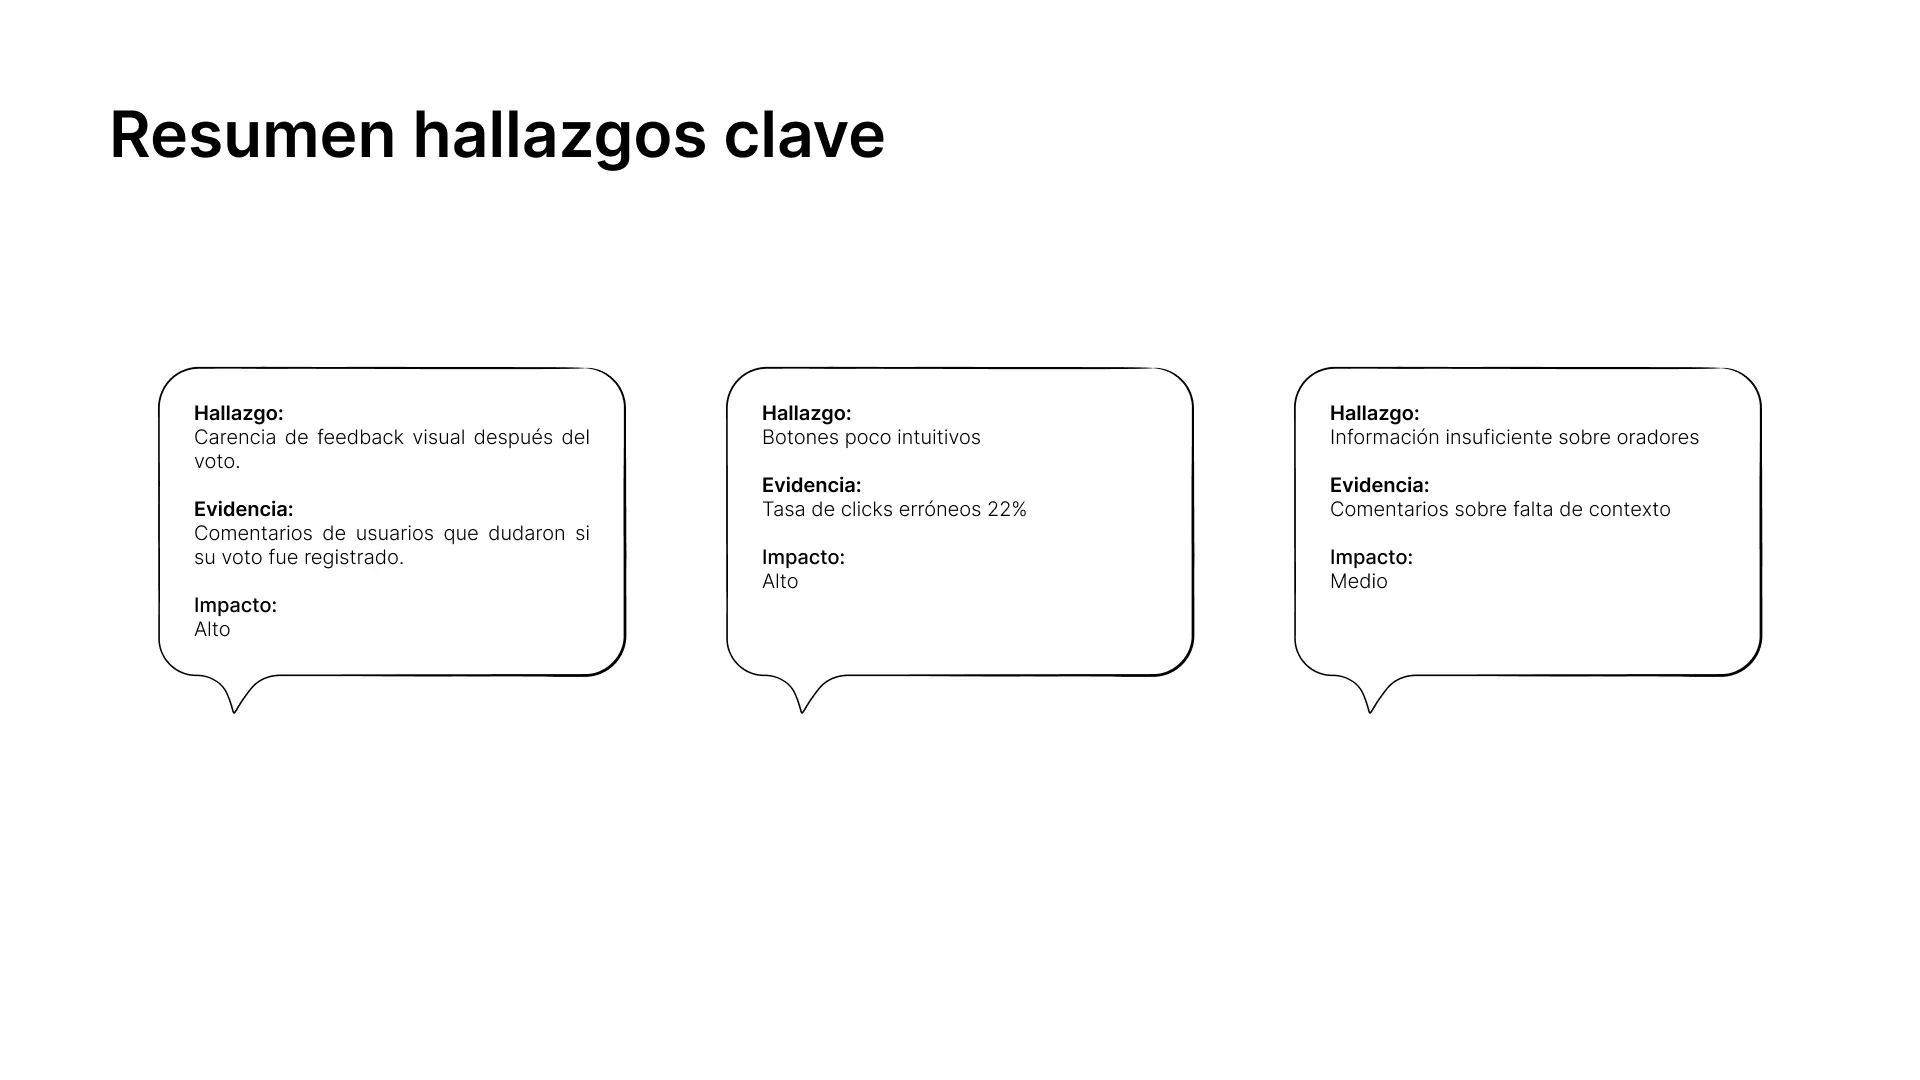 Resumen hallazgos clave
Hallazgo:
Carencia de feedback visual después del
voto.
Evidencia:
Comentarios de usuarios que dudaron si
su voto fue registrado.
Impacto:
Alto
Hallazgo:
Botones poco intuitivos
Evidencia:
Tasa de clicks erróneos 22%
Impacto:
Alto
Hallazgo:
Información insuficiente sobre oradores
Evidencia:
Comentarios sobre falta de contexto
Impacto:
Medio